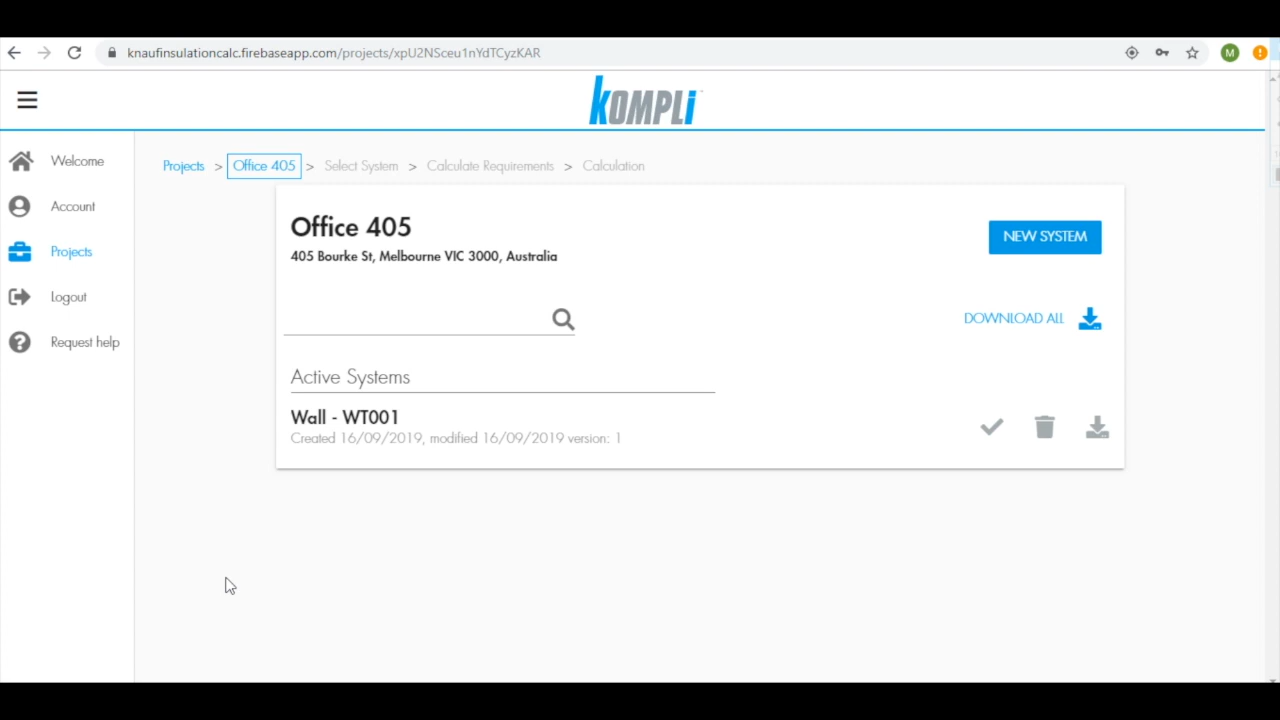 knaufinsulationcalc.firebaseapp.com/projects/xpU2NSceu1nYdTCyzKAR
M
kOMPLi
Welcome
Account
Projects
Logout
Request help
Projects > Office 405 > Select System > Calculate Requirements > Calculation
Office 405
NEW SYSTEM
405 Bourke St, Melbourne VIC 3000, Australia
DOWNLOAD ALL
Active Systems
Wall - WT001
Created 16/09/2019, modified 16/09/2019 version: 1